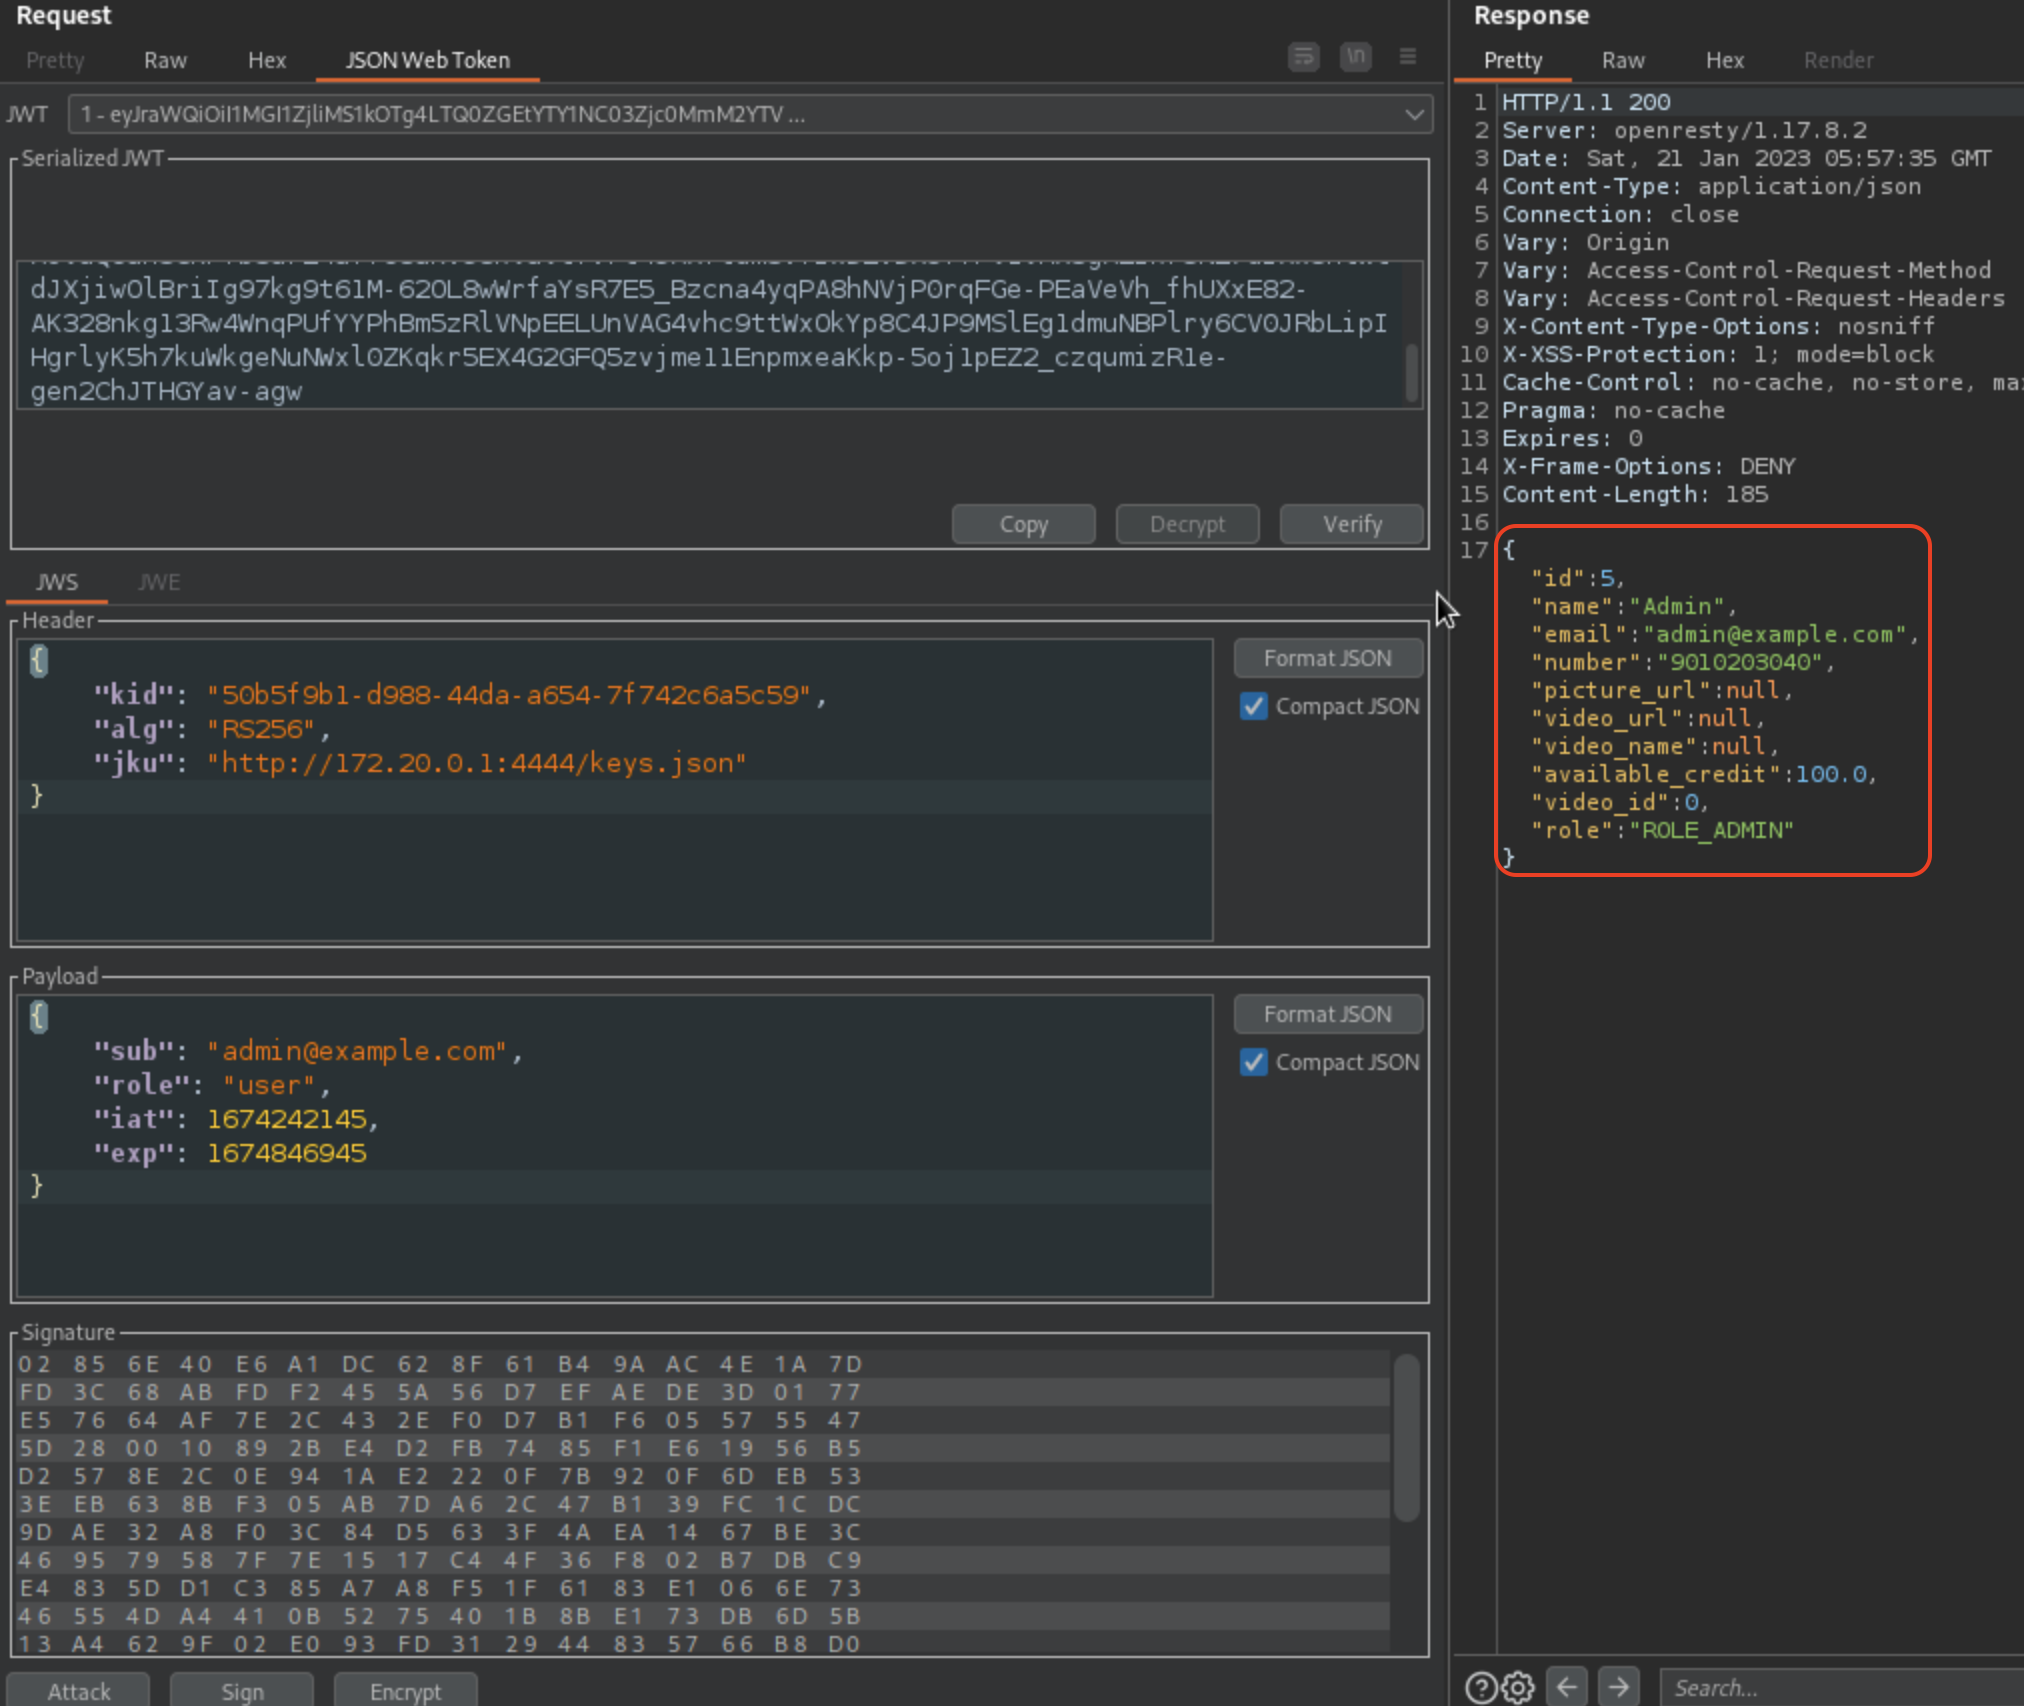 Request
Pretty Raw Hex JSON Web Token
\n
JWT 1 - eyJraWQiOiI1MGI1ZjliMS1kOTg4LTQ0ZGEtYTY1NC03Zjc0MmM2YTV ...
Serialized JWT
dJXjiwOlBriIg97kg9t61M-620L8wWrfaYsR7E5_Bzcna4yqPA8hNVjP0rqFGe-PEaVeVh_fhUXxE82-
AK328nkg13Rw4WnqPUfYYPhBm5zRlVNpEELUnVAG4vhc9ttWxOkYp8C4JP9MSlEg1dmuNBPlry6CV0JRbLipI
HgrlyK5h7kuWkgeNuNWxl0ZKqkr5EX4G2GFQ5zvjme11EnpmxeaKkp-5oj1pEZ2_czqumizR1e-
gen2ChJTHGYav-agw
Copy Decrypt Verify
JWS JWE
Header
{
"kid": "50b5f9b1-d988-44da-a654-7f742c6a5c59",
"alg": "RS256",
"jku": "http://172.20.0.1:4444/keys.json"
}
Format JSON
Compact JSON
Payload
{
"sub": "admin@example.com",
"role": "user",
"iat": 1674242145,
"exp": 1674846945
}
Format JSON
Compact JSON
Signature
02 85 6E 40 E6 A1 DC 62 8F 61 B4 9A AC 4E 1A 7D
FD 3C 68 AB FD F2 45 5A 56 D7 EF AE DE 3D 01 77
E5 76 64 AF 7E 2C 43 2E F0 D7 B1 F6 05 57 55 47
5D 28 00 10 89 2B E4 D2 FB 74 85 F1 E6 19 56 B5
D2 57 8E 2C 0E 94 1A E2 22 0F 7B 92 0F 6D EB 53
3E EB 63 8B F3 05 AB 7D A6 2C 47 B1 39 FC 1C DC
9D AE 32 A8 F0 3C 84 D5 63 3F 4A EA 14 67 BE 3C
46 95 79 58 7F 7E 15 17 C4 4F 36 F8 02 B7 DB C9
E4 83 5D D1 C3 85 A7 A8 F5 1F 61 83 E1 06 6E 73
46 55 4D A4 41 0B 52 75 40 1B 8B E1 73 DB 6D 5B
13 A4 62 9F 02 E0 93 FD 31 29 44 83 57 66 B8 D0
Attack Sign Encrypt
Response
Pretty Raw Hex Render
1 HTTP/1.1 200
2 Server: openresty/1.17.8.2
3 Date: Sat, 21 Jan 2023 05:57:35 GMT
4 Content-Type: application/json
5 Connection: close
6 Vary: Origin
7 Vary: Access-Control-Request-Method
8 Vary: Access-Control-Request-Headers
9 X-Content-Type-Options: nosniff
10 X-XSS-Protection: 1; mode=block
11 Cache-Control: no-cache, no-store,
12 Pragma: no-cache
13 Expires: 0
14 X-Frame-Options: DENY
15 Content-Length: 185
16
17 {
"id":5,
"name":"Admin",
"email":"admin@example.com",
"number":"9010203040",
"picture_url":null,
"video_url":null,
"video_name":null,
"available_credit":100.0,
"video_id":0,
"role":"ROLE_ADMIN"
}
? Search...